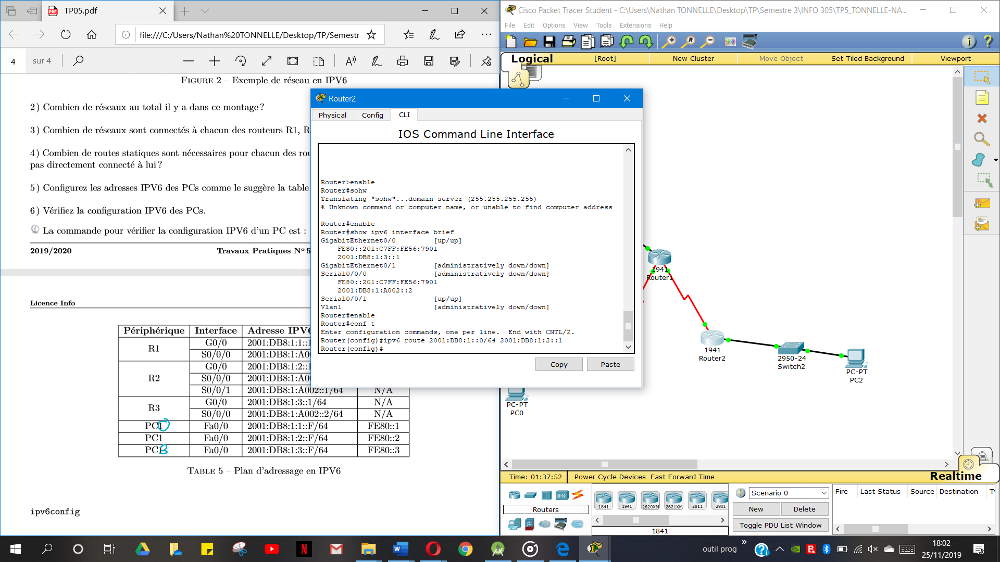 TP05.pdf
file:///C:/Users/Nathan%20TONNELLE/Desktop/TP/Semestr
4 sur 4
FIGURE 2 – Exemple de réseau en IPV6
2) Combien de réseaux au total il y a dans ce montage ?
3) Combien de réseaux sont connectés à chacun des routeurs R1, R
4) Combien de routes statiques sont nécessaires pour chacun des rou
pas directement connecté à lui ?
5) Configurez les adresses IPV6 des PCs comme le suggère la table
6) Vérifiez la configuration IPV6 des PCs.
La commande pour vérifier la configuration IPV6 d'un PC est :
2019/2020 Travaux Pratiques Nº 5
Licence Info
Périphérique Interface Adresse IPV6
R1 G0/0 2001:DB8:1:1::1
S0/0/0 2001:DB8:1:A00
R2 G0/0 2001:DB8:1:2::1
S0/0/0 2001:DB8:1:A00
S0/0/1 2001:DB8:1:A002::1/64 N/A
R3 G0/0 2001:DB8:1:3::1/64 N/A
S0/0/0 2001:DB8:1:A002::2/64 N/A
PC1 Fa0/0 2001:DB8:1:1::F/64 FE80::1
PC1 Fa0/0 2001:DB8:1:2::F/64 FE80::2
PC1 Fa0/0 2001:DB8:1:3::F/64 FE80::3
TABLE 5 – Plan d'adressage en IPV6
ipv6config
Cisco Packet Tracer Student - C:\Users\Nathan TONNELLE\Desktop\TP\Semestre 3\INFO 305\TP5_TONNELLE-NA...
File Edit Options View Tools Extensions Help
Logical [Root] New Cluster Move Object Set Tiled Background Viewport
Router2
Physical Config CLI
IOS Command Line Interface
Router>enable
Router#sohw
Translating "sohw"...domain server (255.255.255.255)
% Unknown command or computer name, or unable to find computer address
Router#enable
Router#show ipv6 interface brief
GigabitEthernet0/0 [up/up]
FE80::201:C7FF:FE56:7901
2001:DB8:1:3::1
GigabitEthernet0/1 [administratively down/down]
Serial0/0/0 [administratively down/down]
FE80::201:C7FF:FE56:7901
2001:DB8:1:A002::2
Serial0/0/1 [up/up]
Vlan1 [administratively down/down]
Router#enable
Router#conf t
Enter configuration commands, one per line. End with CNTL/Z.
Router(config)#ipv6 route 2001:DB8:1::0/64 2001:DB8:1:2::1
Router(config)#
Copy Paste
1941
Router1
1941
Router2
2950-24
Switch2
PC-PT
PC2
PC-PT
PC0
Time: 01:37:52 Power Cycle Devices Fast Forward Time
Realtime
Routers
1841 1941 2620XM 2621XM 2811 2901
1841
Scenario 0
New Delete
Toggle PDU List Window
Fire Last Status Source Destination
outil prog
18:02
25/11/2019